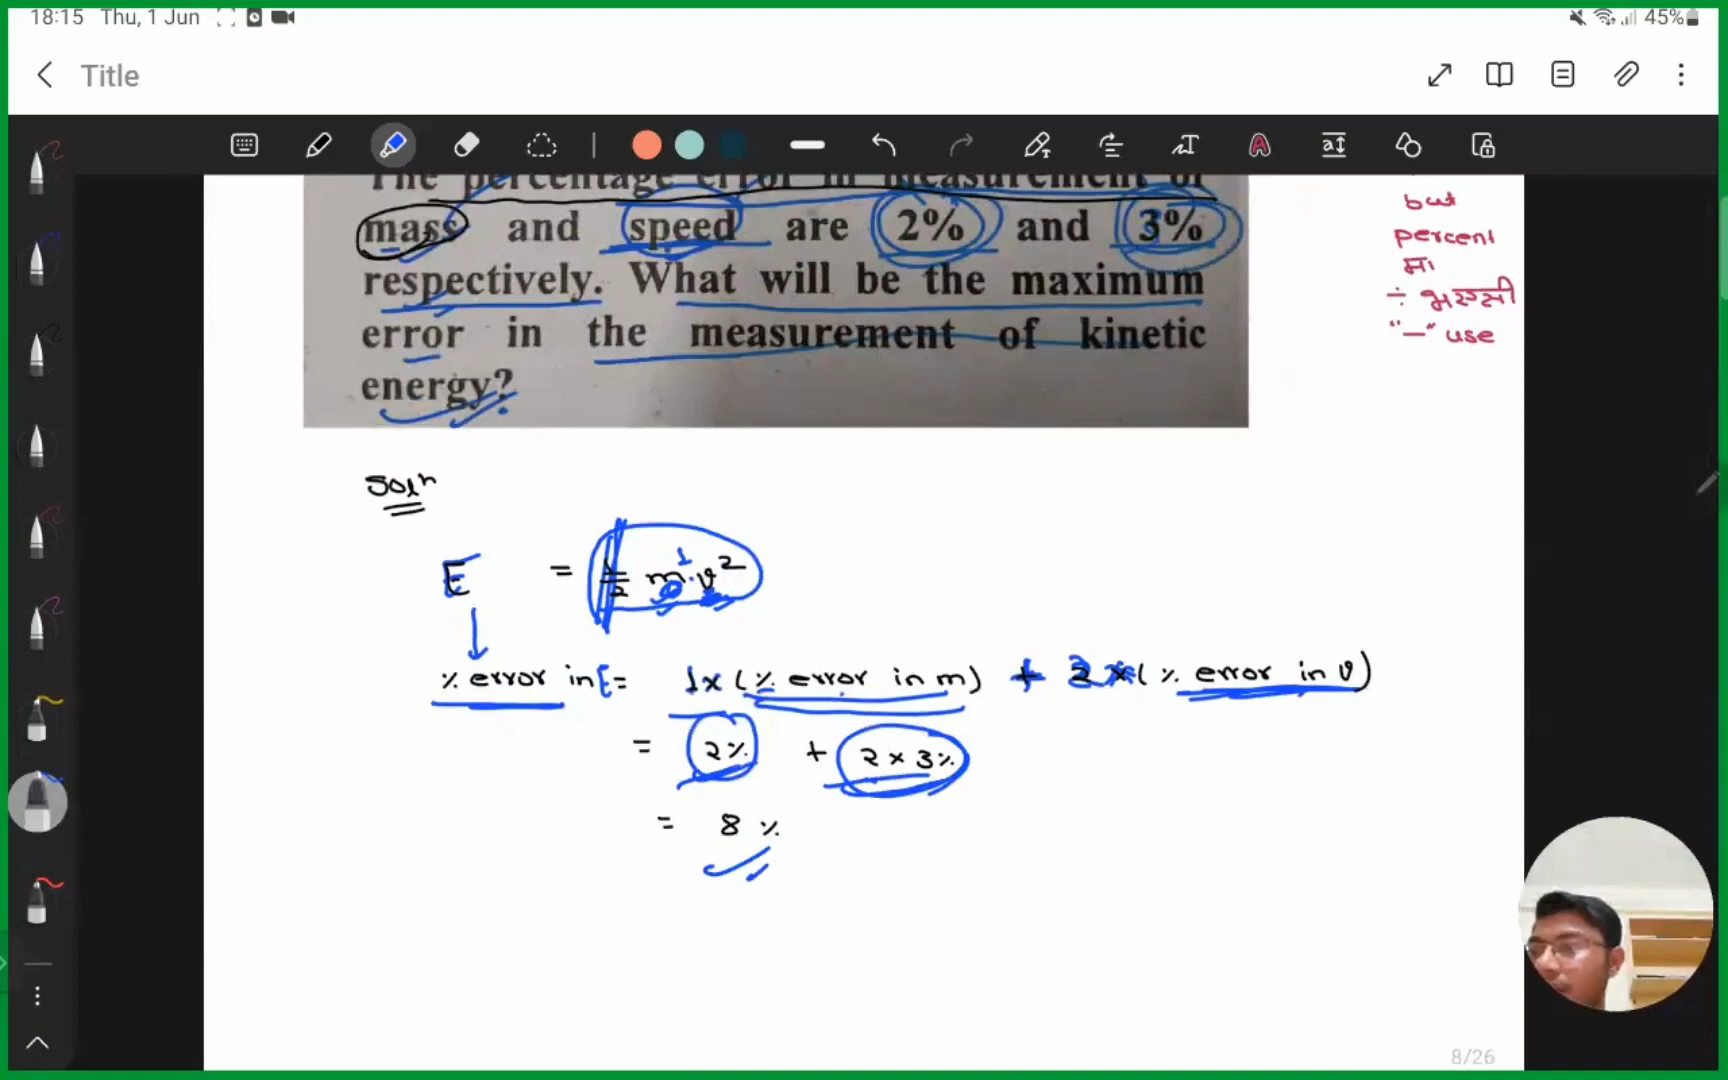 18:15 Thu, 1 Jun
45%
Title
The percentage error in measurement of
mass and speed are 2% and 3%
respectively. What will be the maximum
error in the measurement of kinetic
energy?
but
percent
मा
"—" use
Solⁿ
E = ½ m¹·v²
% error in E = 1x (% error in m) + 2 x (% error in v)
= 2% + 2 x 3%
= 8 %
8/26